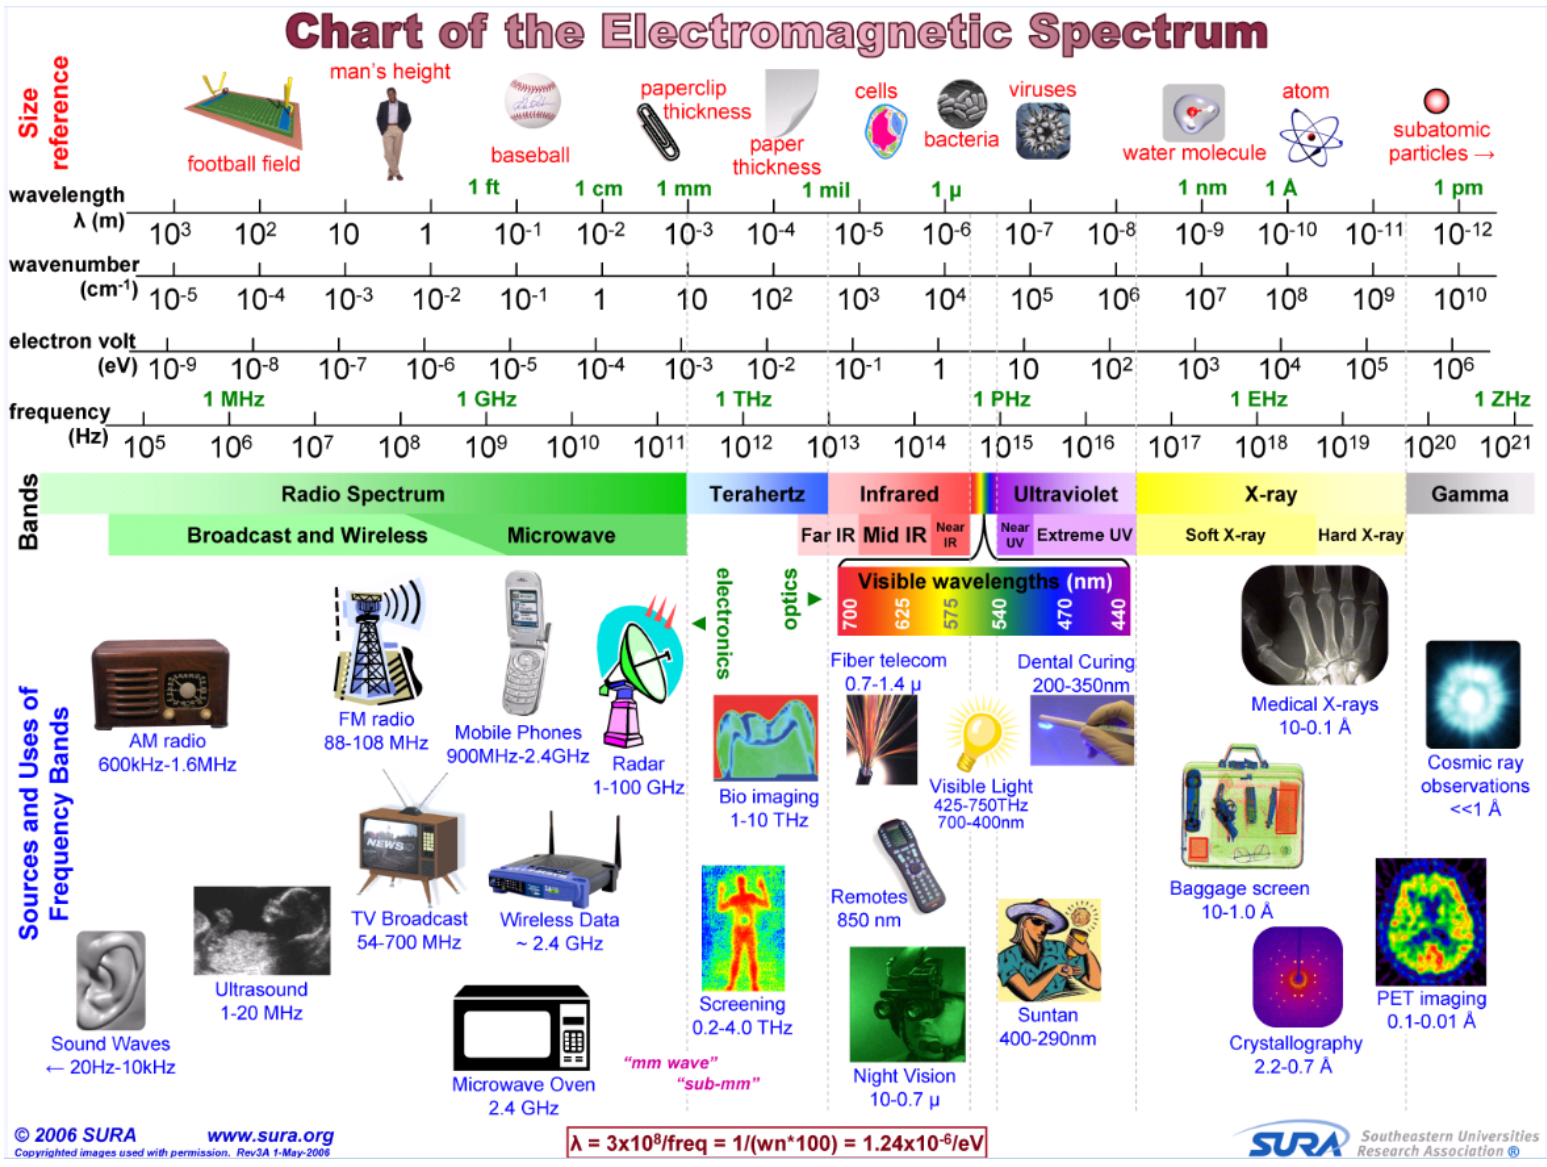 Chart of the Electromagnetic Spectrum
Size reference
football field
man's height
baseball
paperclip thickness
paper thickness
cells
bacteria
viruses
water molecule
atom
subatomic particles →
wavelength λ (m)
1 ft 1 cm 1 mm 1 mil 1 µ 1 nm 1 Å 1 pm
10³ 10² 10 1 10⁻¹ 10⁻² 10⁻³ 10⁻⁴ 10⁻⁵ 10⁻⁶ 10⁻⁷ 10⁻⁸ 10⁻⁹ 10⁻¹⁰ 10⁻¹¹ 10⁻¹²
wavenumber (cm⁻¹)
10⁻⁵ 10⁻⁴ 10⁻³ 10⁻² 10⁻¹ 1 10 10² 10³ 10⁴ 10⁵ 10⁶ 10⁷ 10⁸ 10⁹ 10¹⁰
electron volt (eV)
10⁻⁹ 10⁻⁸ 10⁻⁷ 10⁻⁶ 10⁻⁵ 10⁻⁴ 10⁻³ 10⁻² 10⁻¹ 1 10 10² 10³ 10⁴ 10⁵ 10⁶
1 MHz 1 GHz 1 THz 1 PHz 1 EHz 1 ZHz
frequency (Hz)
10⁵ 10⁶ 10⁷ 10⁸ 10⁹ 10¹⁰ 10¹¹ 10¹² 10¹³ 10¹⁴ 10¹⁵ 10¹⁶ 10¹⁷ 10¹⁸ 10¹⁹ 10²⁰ 10²¹
Bands
Radio Spectrum Terahertz Infrared Ultraviolet X-ray Gamma
Broadcast and Wireless Microwave Far IR Mid IR Near IR Near UV Extreme UV Soft X-ray Hard X-ray
electronics
optics
Visible wavelengths (nm)
700 625 575 540 470 440
Sources and Uses of Frequency Bands
AM radio
600kHz-1.6MHz
FM radio
88-108 MHz
Mobile Phones
900MHz-2.4GHz
Radar
1-100 GHz
Bio imaging
1-10 THz
Fiber telecom
0.7-1.4 µ
Visible Light
425-750THz
700-400nm
Dental Curing
200-350nm
Medical X-rays
10-0.1 Å
Cosmic ray
observations
<<1 Å
Sound Waves
← 20Hz-10kHz
Ultrasound
1-20 MHz
NEWS
TV Broadcast
54-700 MHz
Wireless Data
~ 2.4 GHz
Microwave Oven
2.4 GHz
Screening
0.2-4.0 THz
"mm wave"
"sub-mm"
Remotes
850 nm
Night Vision
10-0.7 µ
Suntan
400-290nm
Baggage screen
10-1.0 Å
Crystallography
2.2-0.7 Å
PET imaging
0.1-0.01 Å
© 2006 SURA www.sura.org
Copyrighted images used with permission. Rev3A 1-May-2006
λ = 3x10⁸/freq = 1/(wn*100) = 1.24x10⁻⁶/eV
SURA
Southeastern Universities
Research Association ®